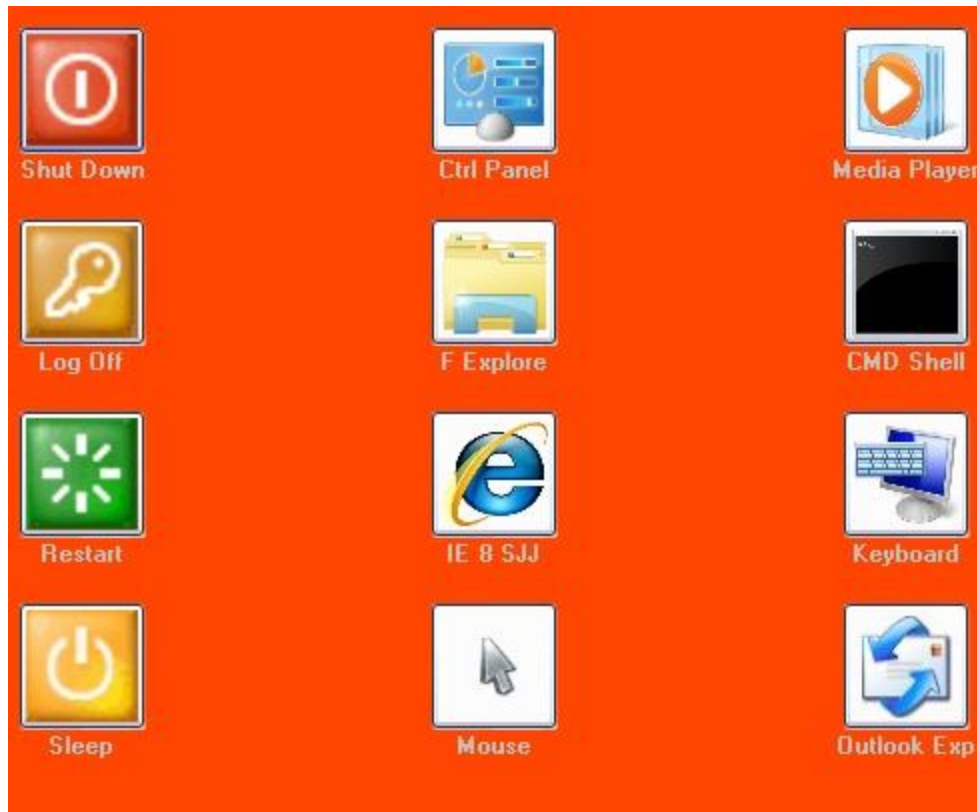 Shut Down
Ctrl Panel
Media Player
Log Off
F Explore
CMD Shell
Restart
IE 8 SJJ
Keyboard
Sleep
Mouse
Outlook Exp